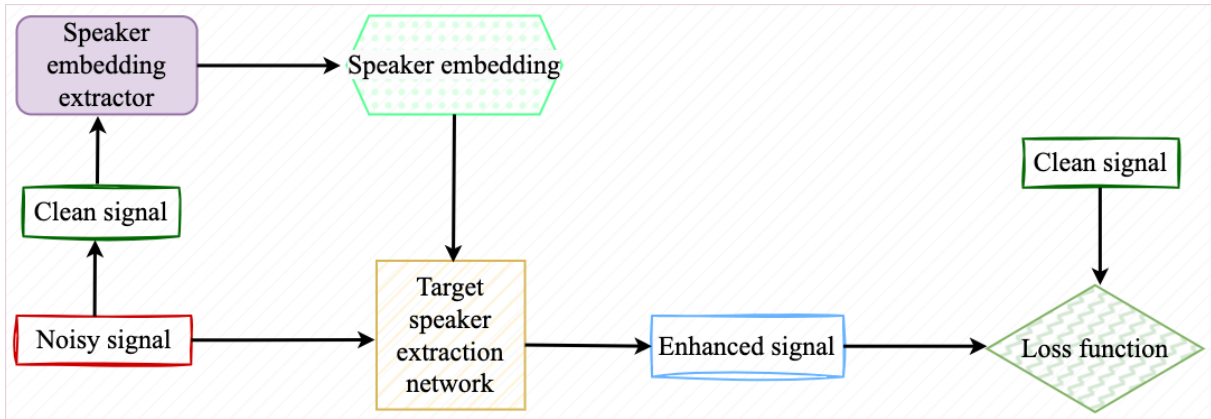 Speaker
embedding
extractor
Speaker embedding
Clean signal
Clean signal
Noisy signal
Target
speaker
extraction
network
Enhanced signal
Loss function